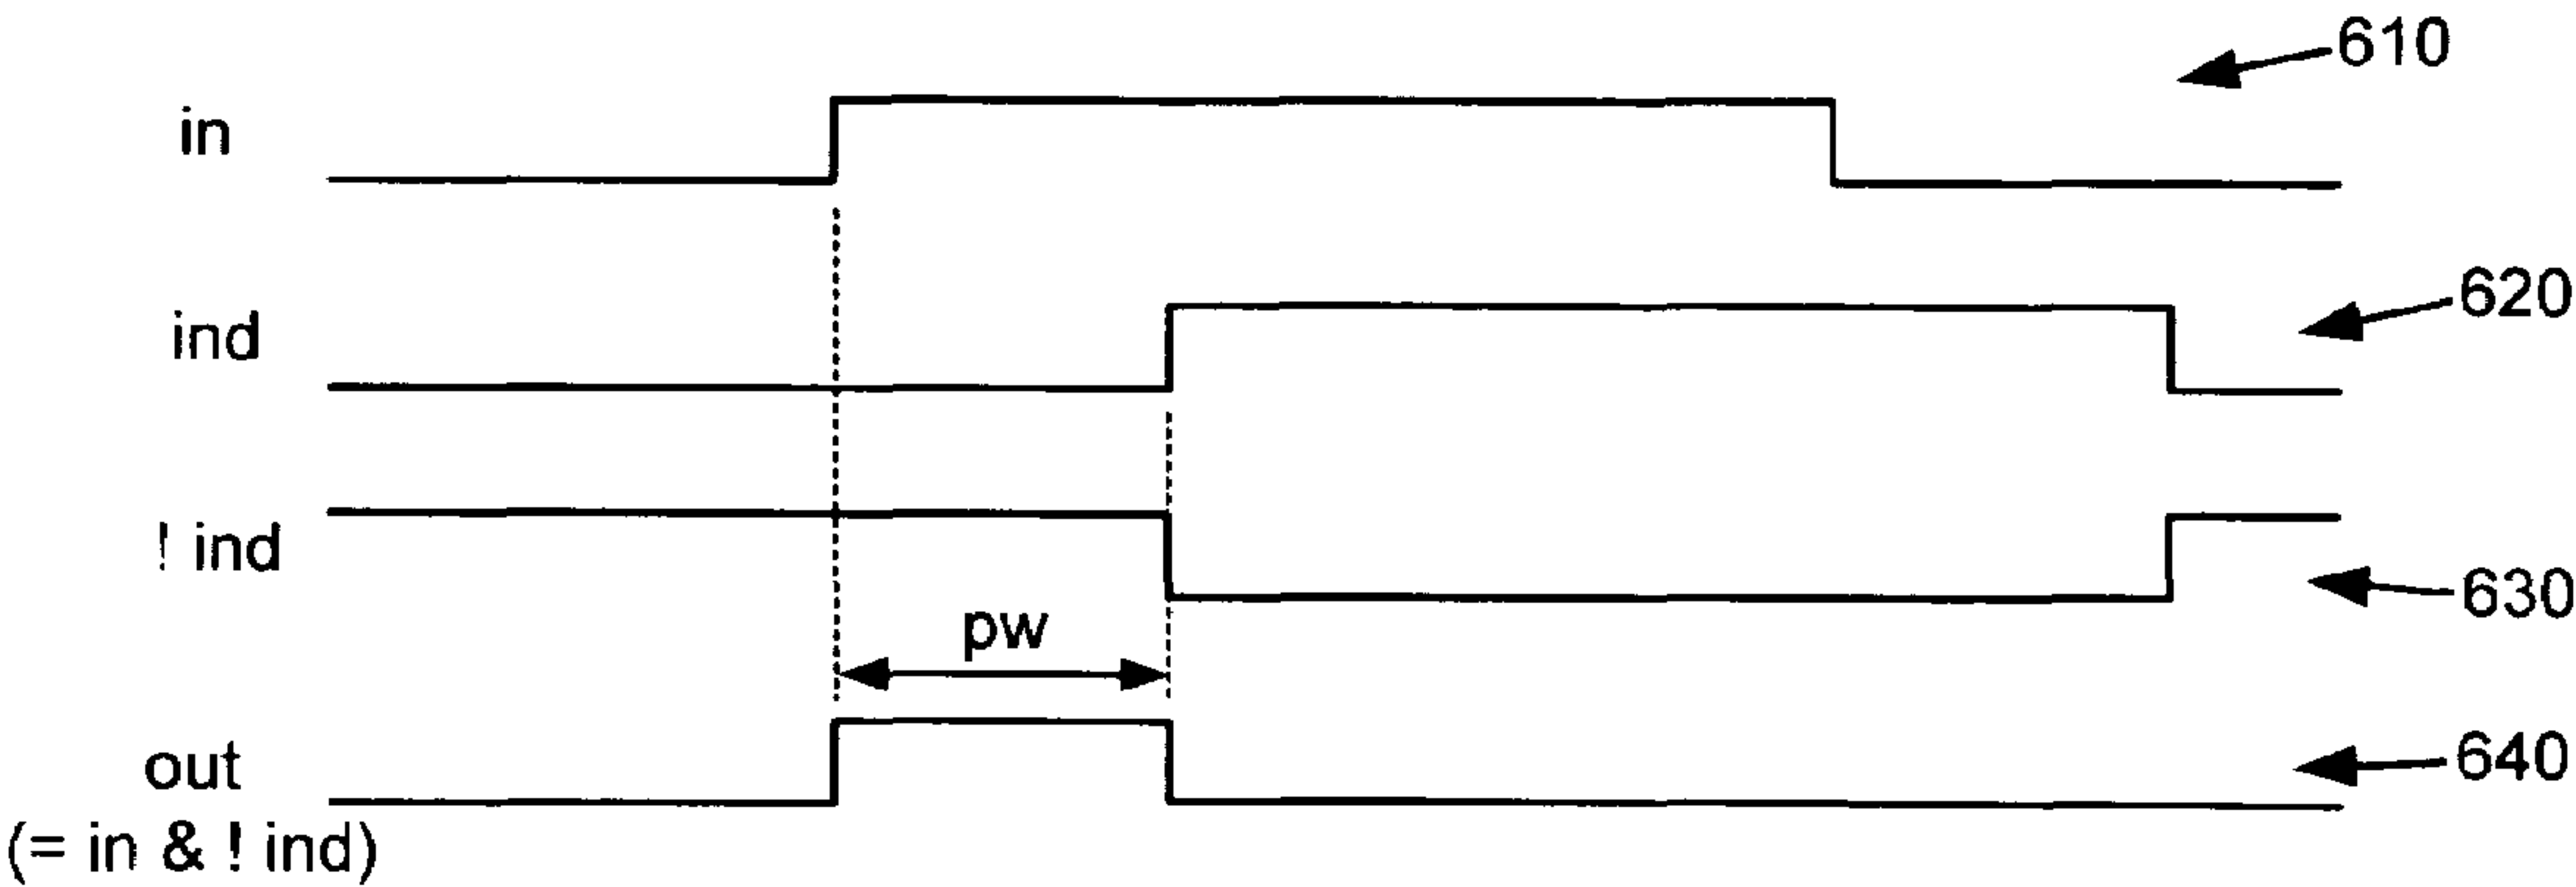 610
in
620
ind
! ind
630
pw
out
640
(= in & ! ind)